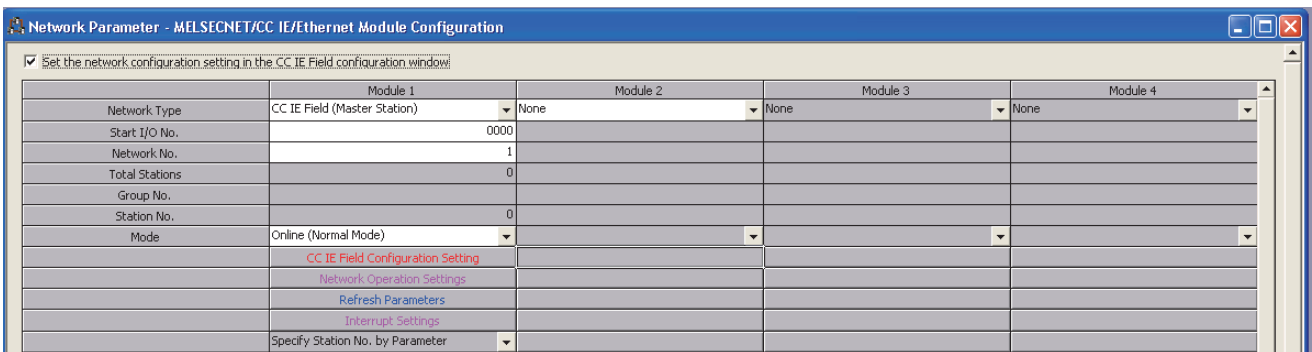 Network Parameter - MELSECNET/CC IE/Ethernet Module Configuration
Set the network configuration setting in the CC IE Field configuration window
Module 1 Module 2 Module 3 Module 4
Network Type CC IE Field (Master Station) None None None
Start I/O No. 0000
Network No. 1
Total Stations 0
Group No.
Station No. 0
Mode Online (Normal Mode)
CC IE Field Configuration Setting
Network Operation Settings
Refresh Parameters
Interrupt Settings
Specify Station No. by Parameter